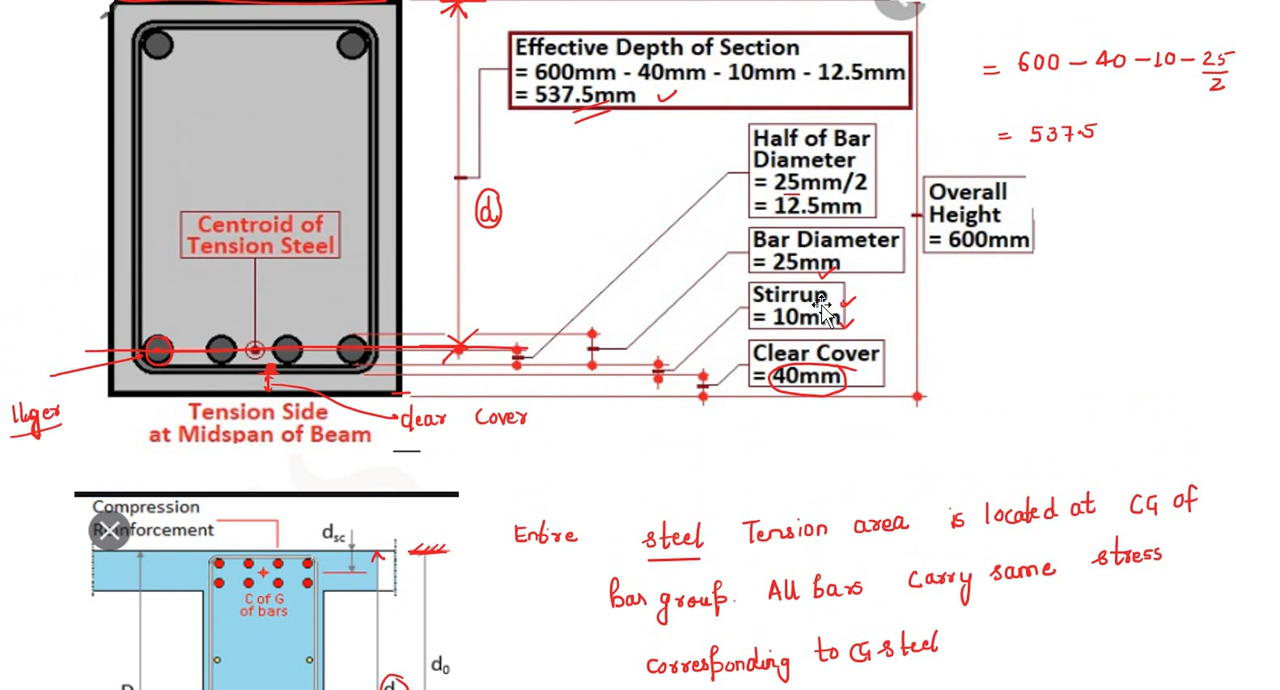 Effective Depth of Section
= 600mm - 40mm - 10mm - 12.5mm
= 537.5mm
= 600 - 40 - 10 - 25/2
= 537.5
Half of Bar
Diameter
= 25mm/2
= 12.5mm
d
Overall
Height
= 600mm
Centroid of
Tension Steel
Bar Diameter
= 25mm
Stirrup
= 10mm
Clear Cover
= 40mm
Tension Side
at Midspan of Beam
clear cover
Compression
Reinforcement
dsc
C of G
of bars
d0
d
Entire steel Tension area is located at CG of
bar group. All bars carry same stress
corresponding to CG steel